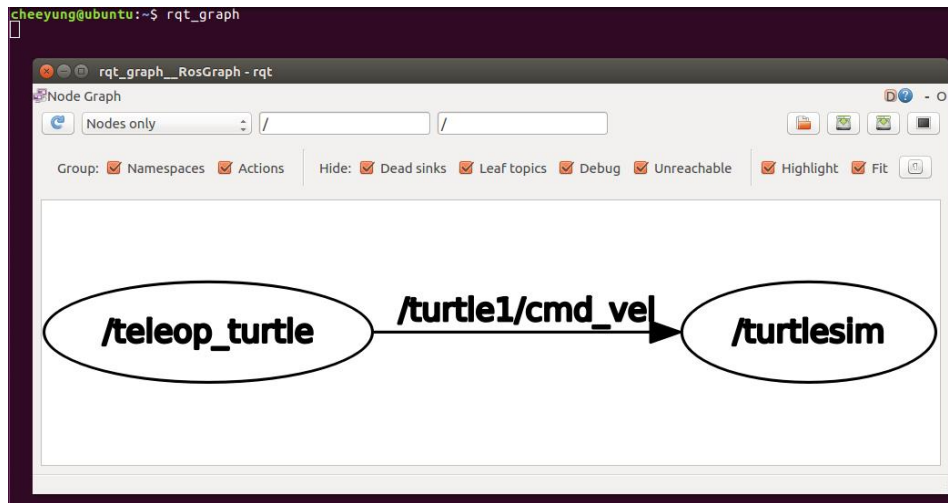 cheeyung@ubuntu:~$ rqt_graph
rqt_graph__RosGraph - rqt
Node Graph D ? - O
Nodes only / /
Group: Namespaces Actions Hide: Dead sinks Leaf topics Debug Unreachable Highlight Fit
/teleop_turtle /turtle1/cmd_vel /turtlesim